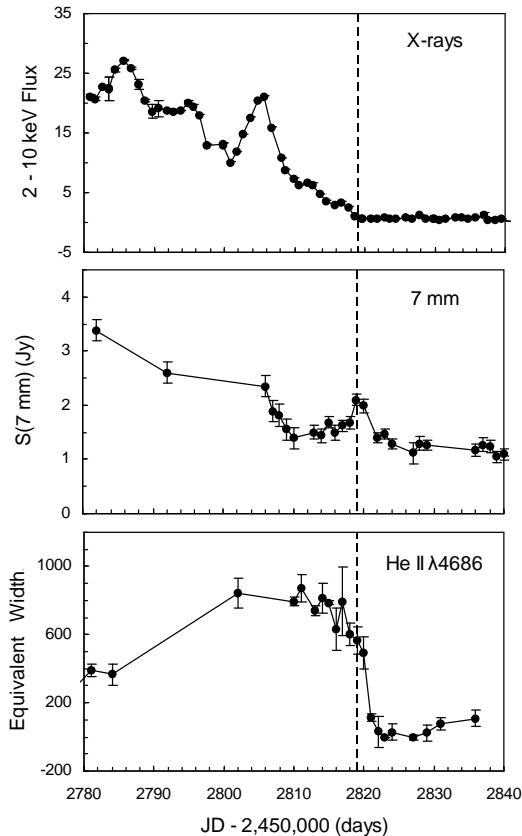 X-rays
2 - 10 keV Flux
35
25
15
5
-5
7 mm
S(7 mm) (Jy)
5
4
3
2
1
0
He II λ4686
Equivalent Width
1000
600
200
-200
2780 2790 2800 2810 2820 2830 2840
JD - 2,450,000 (days)